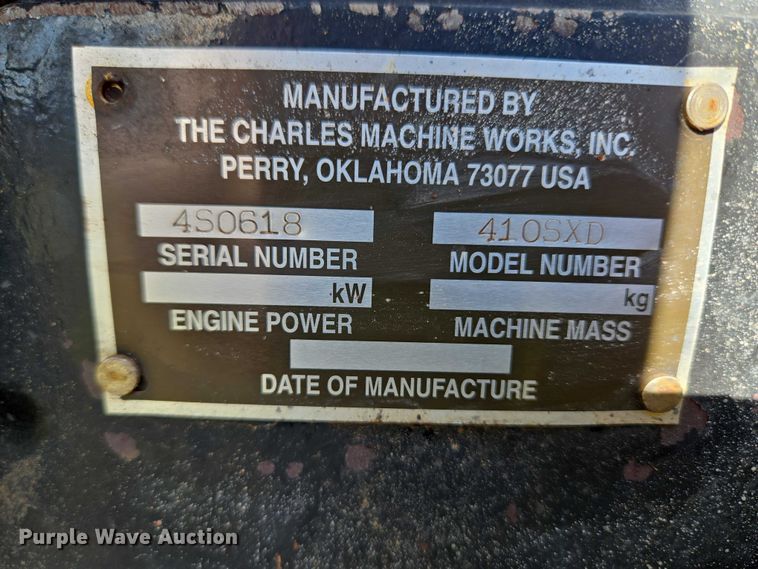 MANUFACTURED BY
THE CHARLES MACHINE WORKS, INC.
PERRY, OKLAHOMA 73077 USA
4S0618 410SXD
SERIAL NUMBER MODEL NUMBER
kW kg
ENGINE POWER MACHINE MASS
DATE OF MANUFACTURE
Purple Wave Auction